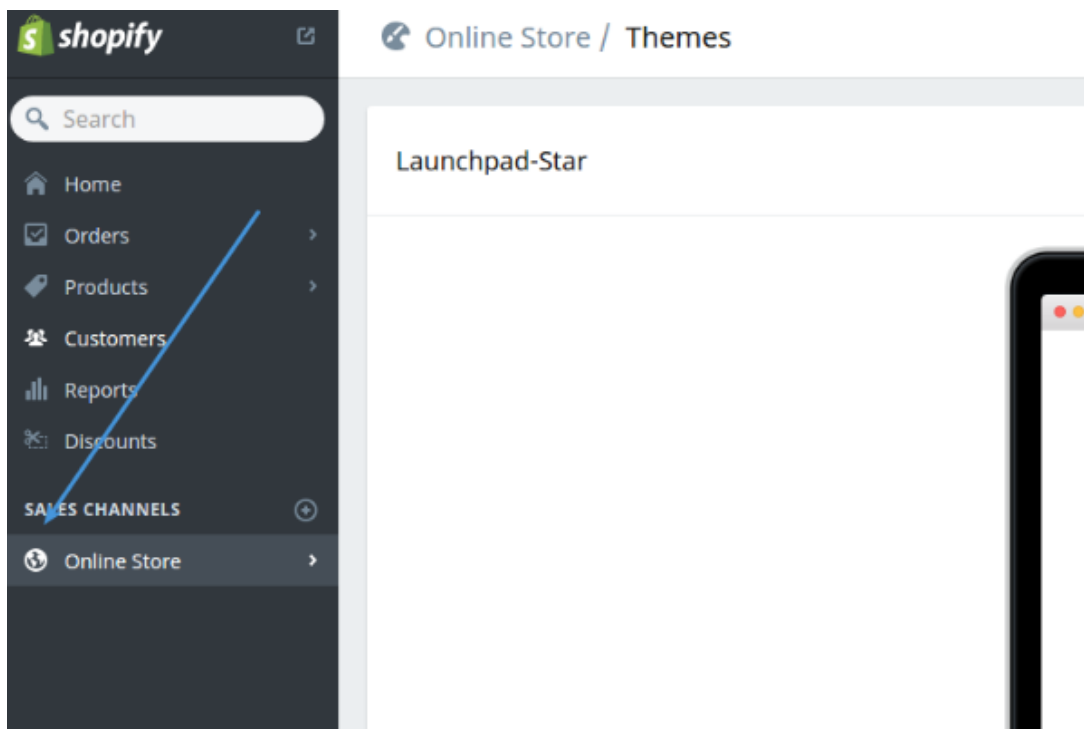 shopify
Search
Home
Orders
Products
Customers
Reports
Discounts
SALES CHANNELS
Online Store
Online Store / Themes
Launchpad-Star